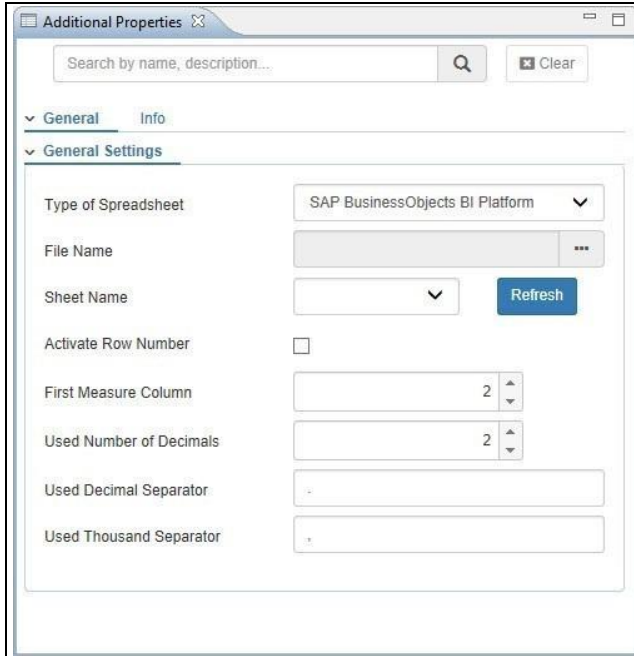 Additional Properties
Search by name, description...
Clear
General Info
General Settings
Type of Spreadsheet SAP BusinessObjects BI Platform
File Name ...
Sheet Name Refresh
Activate Row Number
First Measure Column 2
Used Number of Decimals 2
Used Decimal Separator .
Used Thousand Separator ,